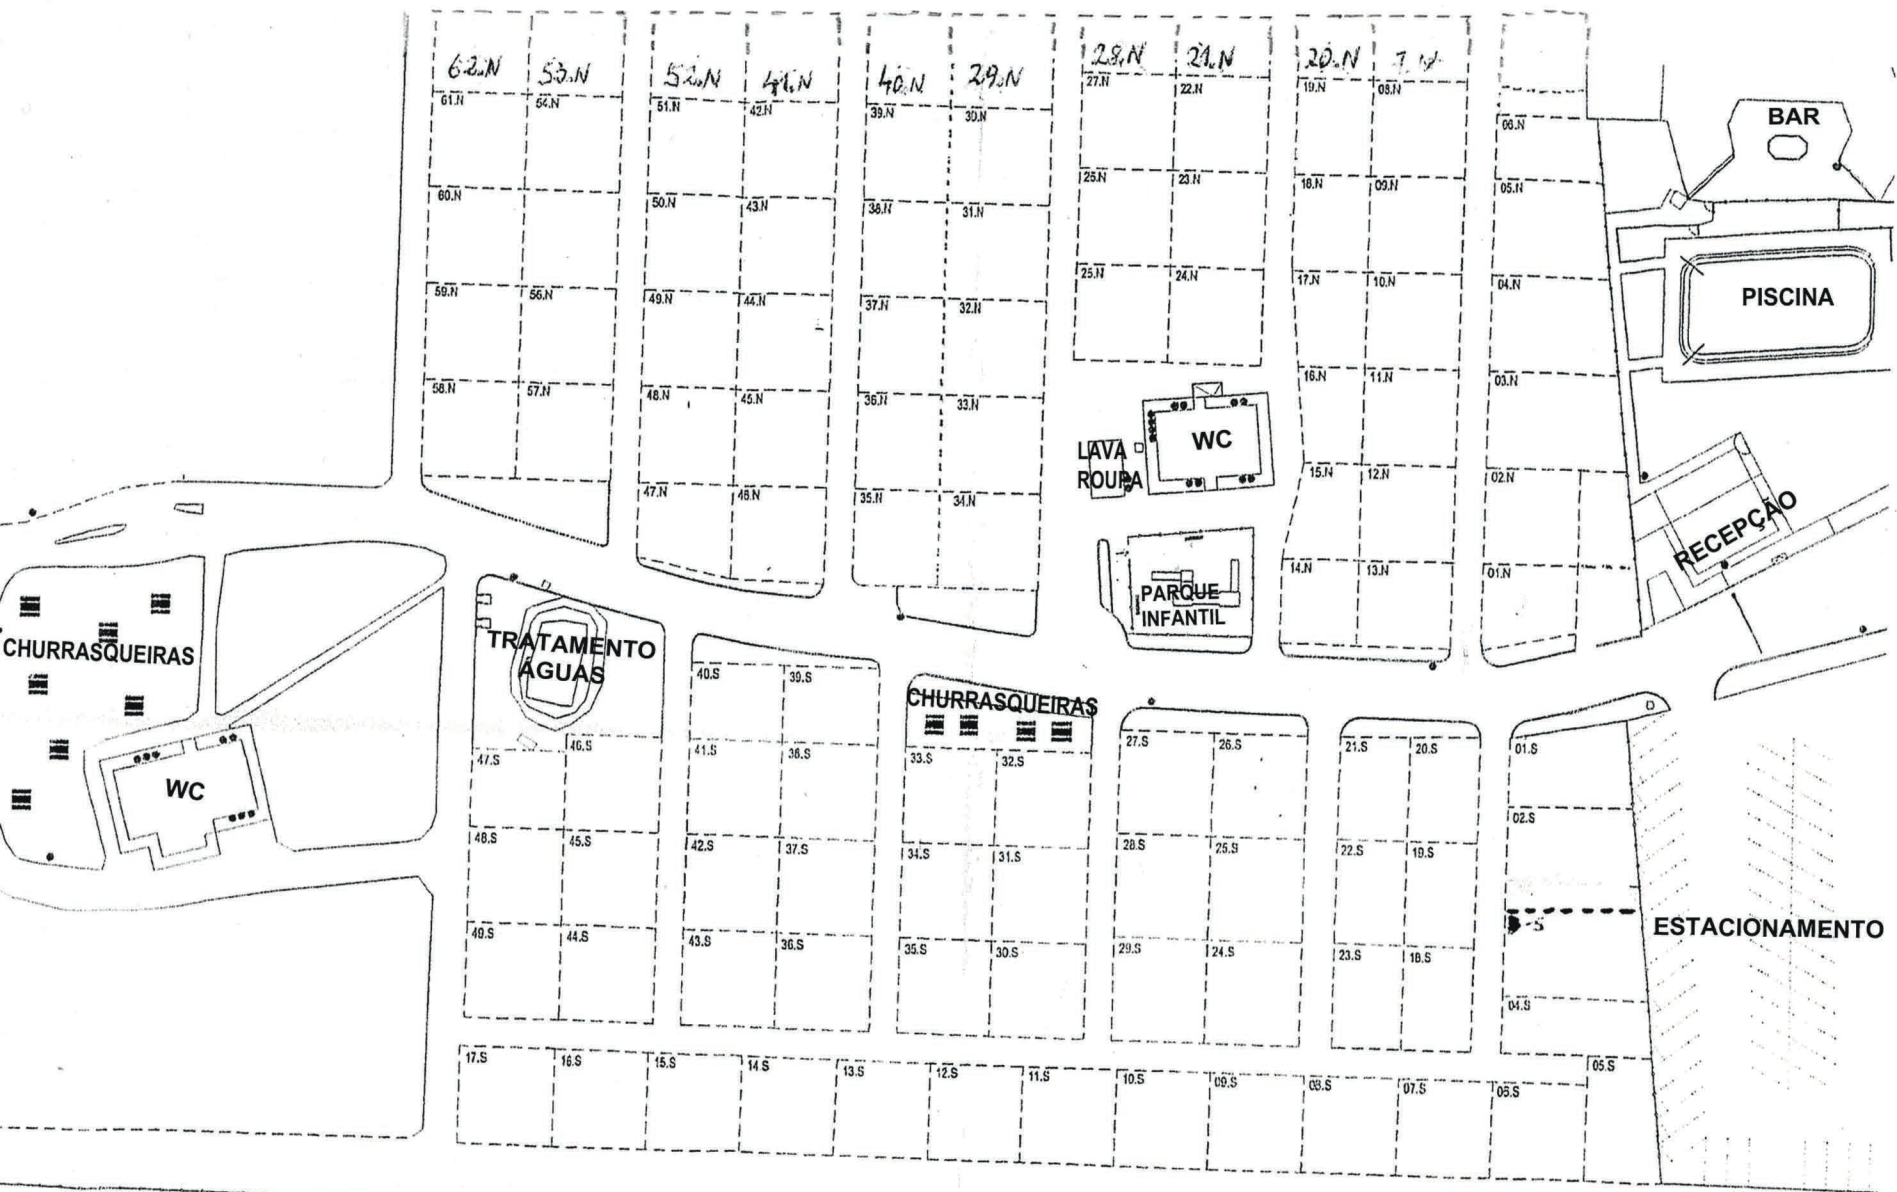 62.N 53.N 52.N 41.N 40.N 29.N 28.N 21.N 20.N 7.N
61.N 54.N 51.N 42.N 39.N 30.N 27.N 22.N 19.N 08.N 06.N
BAR
60.N 50.N 43.N 38.N 31.N 26.N 23.N 18.N 09.N 05.N
59.N 56.N 49.N 44.N 37.N 32.N 25.N 24.N 17.N 10.N 04.N
PISCINA
58.N 57.N 48.N 45.N 36.N 33.N 16.N 11.N 03.N
WC
LAVA
ROUPA
47.N 46.N 35.N 34.N 15.N 12.N 02.N
RECEPÇÃO
14.N 13.N 01.N
PARQUE
INFANTIL
CHURRASQUEIRAS
TRATAMENTO
ÁGUAS
40.S 39.S
CHURRASQUEIRAS
47.S 46.S 41.S 38.S 33.S 32.S 27.S 26.S 21.S 20.S 01.S
WC
48.S 45.S 42.S 37.S 34.S 31.S 28.S 25.S 22.S 19.S 02.S
49.S 44.S 43.S 36.S 35.S 30.S 29.S 24.S 23.S 18.S
ESTACIONAMENTO
04.S
17.S 16.S 15.S 14 S 13.S 12.S 11.S 10.S 09.S 08.S 07.S 06.S 05.S